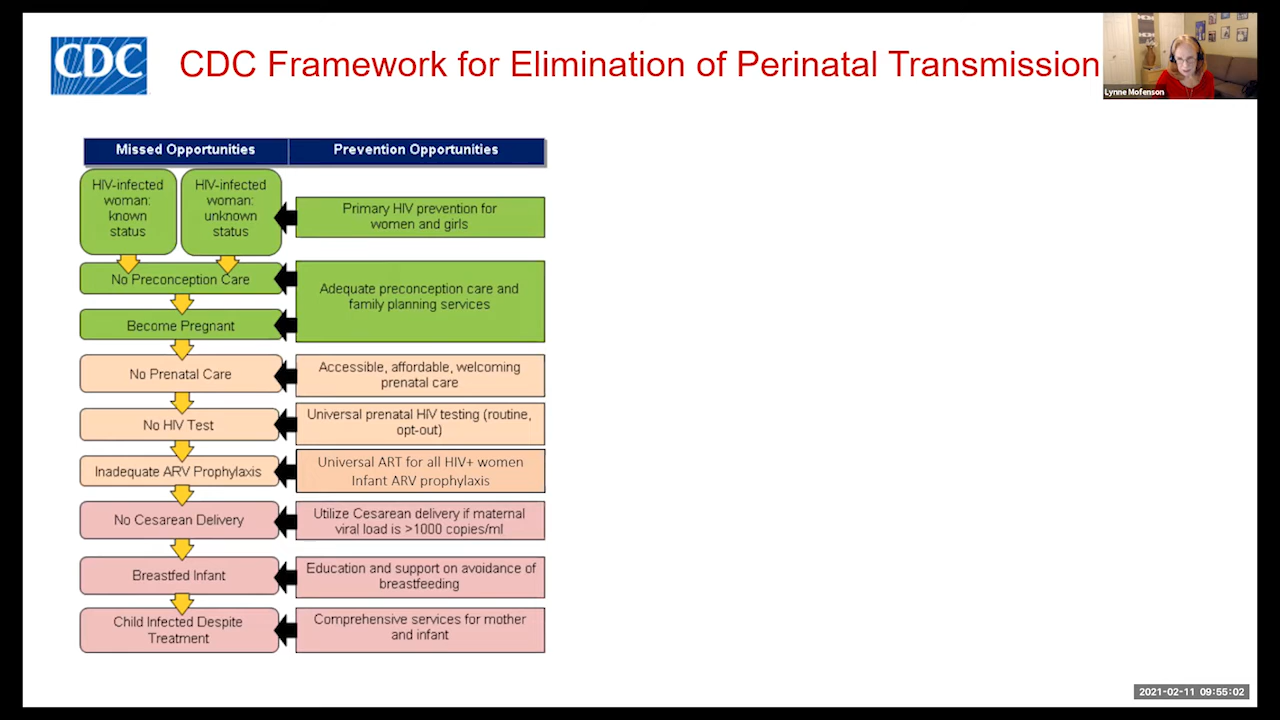 CDC
CDC Framework for Elimination of Perinatal Transmission
Lynne Mofenson
Missed Opportunities
Prevention Opportunities
HIV-infected
woman:
known
status
HIV-infected
woman:
unknown
status
Primary HIV prevention for
women and girls
No Preconception Care
Adequate preconception care and
family planning services
Become Pregnant
No Prenatal Care
Accessible, affordable, welcoming
prenatal care
No HIV Test
Universal prenatal HIV testing (routine,
opt-out)
Inadequate ARV Prophylaxis
Universal ART for all HIV+ women
Infant ARV prophylaxis
No Cesarean Delivery
Utilize Cesarean delivery if maternal
viral load is >1000 copies/ml
Breastfed Infant
Education and support on avoidance of
breastfeeding
Child Infected Despite
Treatment
Comprehensive services for mother
and infant
2021-02-11 09:55:02